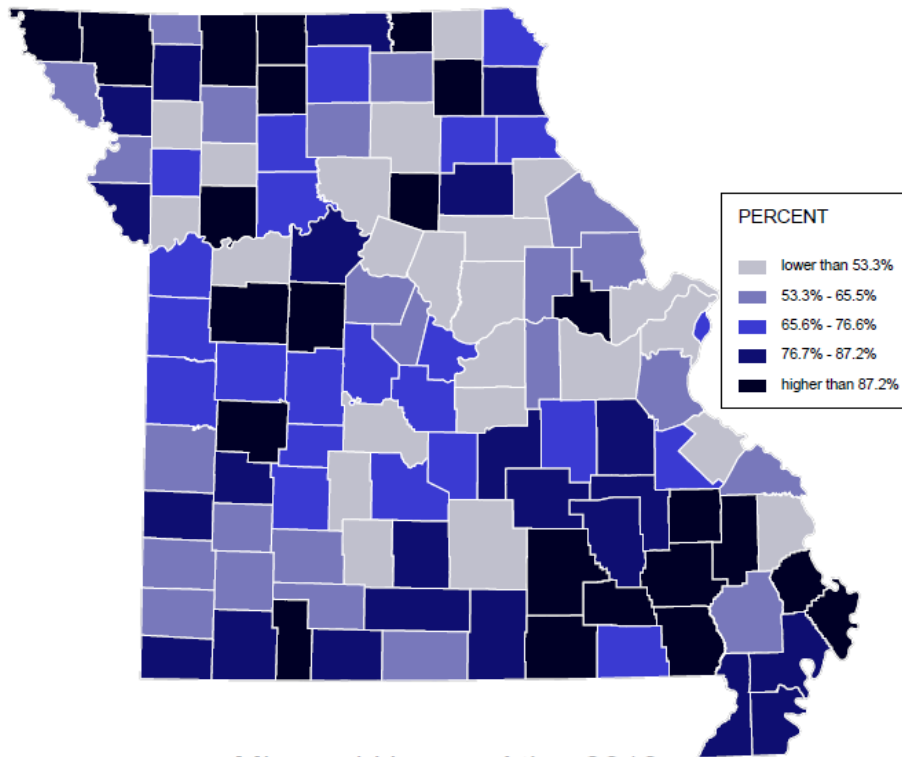 PERCENT
lower than 53.3%
53.3% - 65.5%
65.6% - 76.6%
76.7% - 87.2%
higher than 87.2%